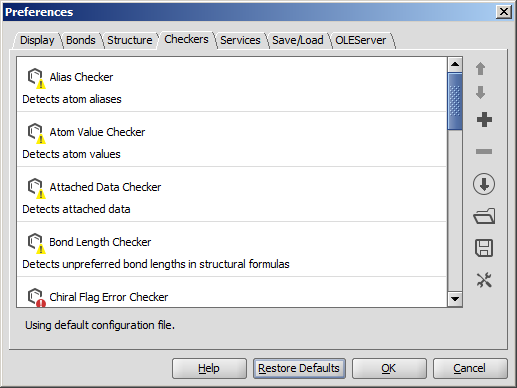 Preferences
Display Bonds Structure Checkers Services Save/Load OLEServer
Alias Checker
Detects atom aliases
Atom Value Checker
Detects atom values
Attached Data Checker
Detects attached data
Bond Length Checker
Detects unpreferred bond lengths in structural formulas
Chiral Flag Error Checker
Using default configuration file.
Help Restore Defaults OK Cancel